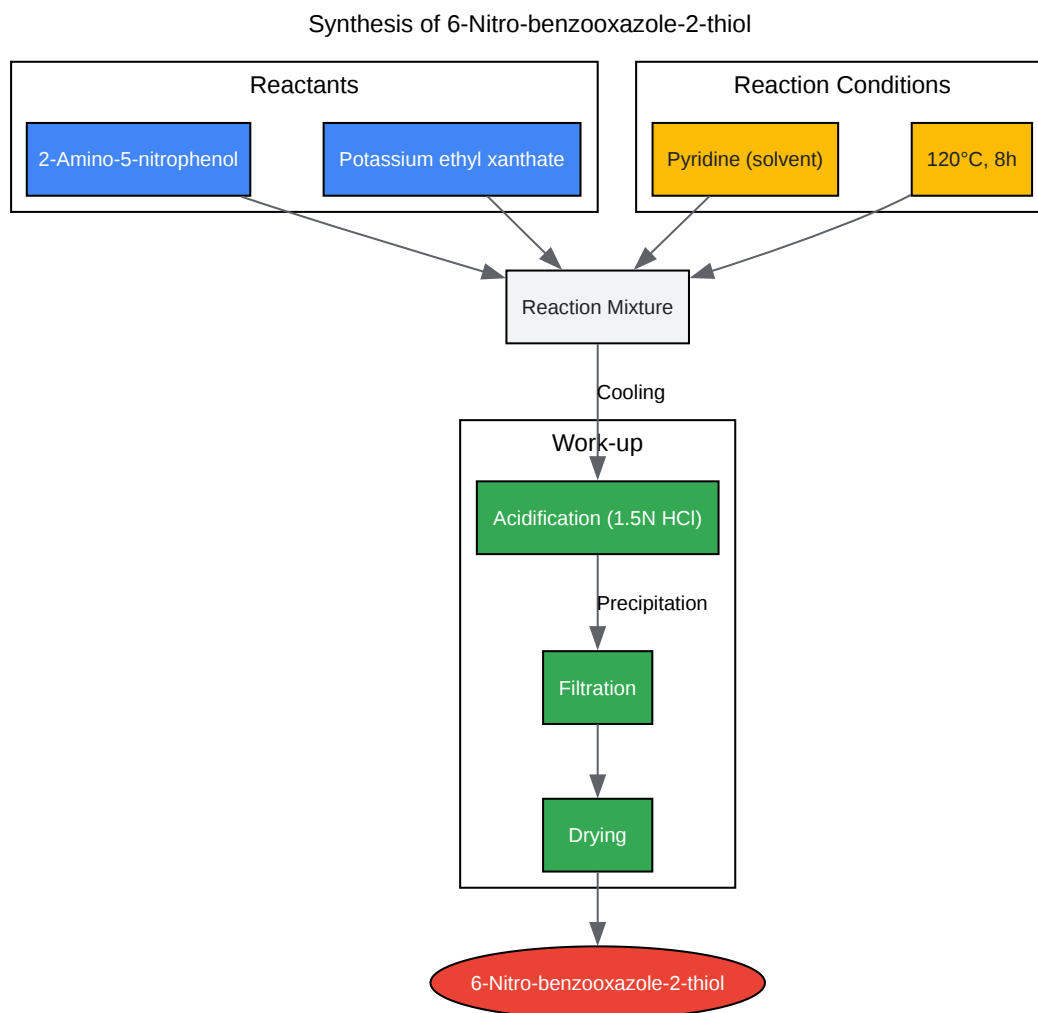 Synthesis of 6-Nitro-benzooxazole-2-thiol
Reactants
Reaction Conditions
2-Amino-5-nitrophenol
Potassium ethyl xanthate
Pyridine (solvent)
120°C, 8h
Reaction Mixture
Cooling
Work-up
Acidification (1.5N HCl)
Precipitation
Filtration
Drying
6-Nitro-benzooxazole-2-thiol